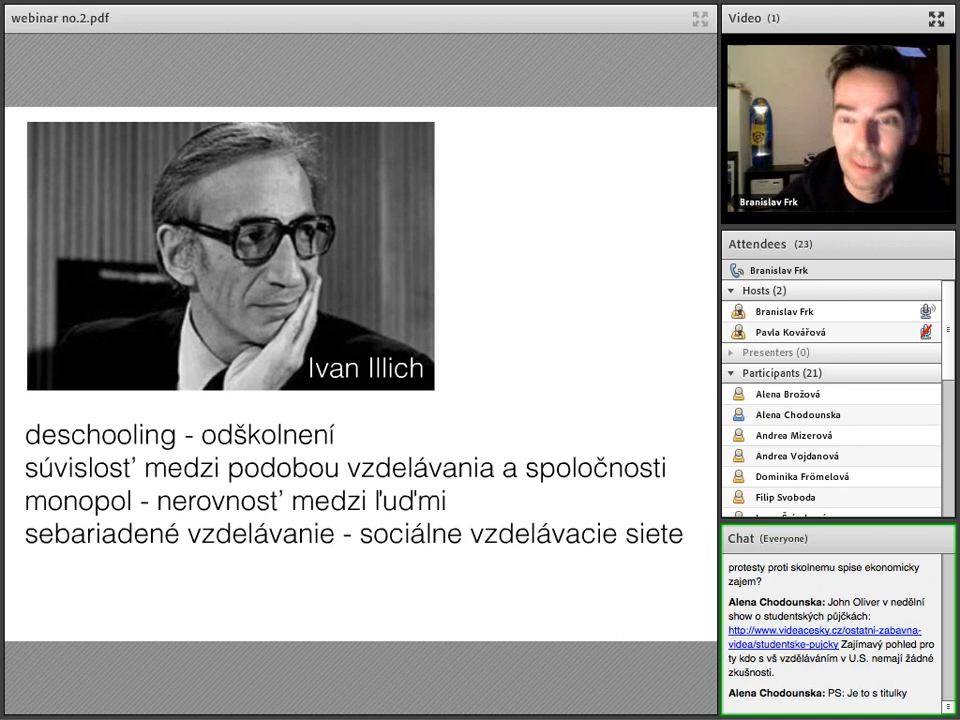 webinar no.2.pdf
Ivan Illich
deschooling - odškolnení
súvislosť medzi podobou vzdelávania a spoločnosti
monopol - nerovnosť medzi ľuďmi
sebariadené vzdelávanie - sociálne vzdelávacie siete
Video (1)
Branislav Frk
Attendees (23)
Branislav Frk
Hosts (2)
Branislav Frk
Pavla Kovářová
Presenters (0)
Participants (21)
Alena Brožová
Alena Chodounska
Andrea Mizerová
Andrea Vojdanová
Dominika Frömelová
Filip Svoboda
Chat (Everyone)
protesty proti skolnemu spise ekonomicky
zajem?
Alena Chodounska: John Oliver v nedělní
show o studentských půjčkách:
http://www.videacesky.cz/ostatni-zabavna-
videa/studentske-pujcky Zajímavý pohled pro
ty kdo s vš vzděláváním v U.S. nemají žádné
zkušnosti.
Alena Chodounska: PS: Je to s titulky